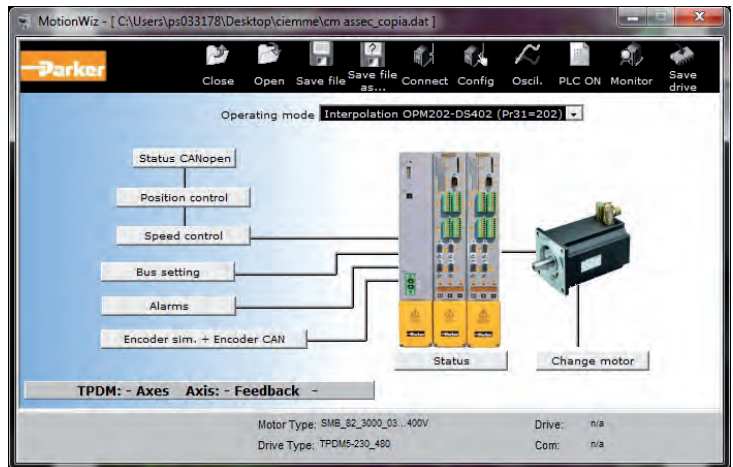 MotionWiz - [ C:\Users\ps033178\Desktop\ciemme\cm assec_copia.dat ]
Parker
Close Open Save file Save file as... Connect Config Oscil. PLC ON Monitor Save drive
Operating mode Interpolation OPM202-DS402 (Pr31=202)
Status CANopen
Position control
Speed control
Bus setting
Alarms
Encoder sim. + Encoder CAN
Status
Change motor
TPDM: - Axes Axis: - Feedback -
Motor Type: SMB_82_3000_03...400V Drive: n/a
Drive Type: TPDM5-230_480 Com: n/a